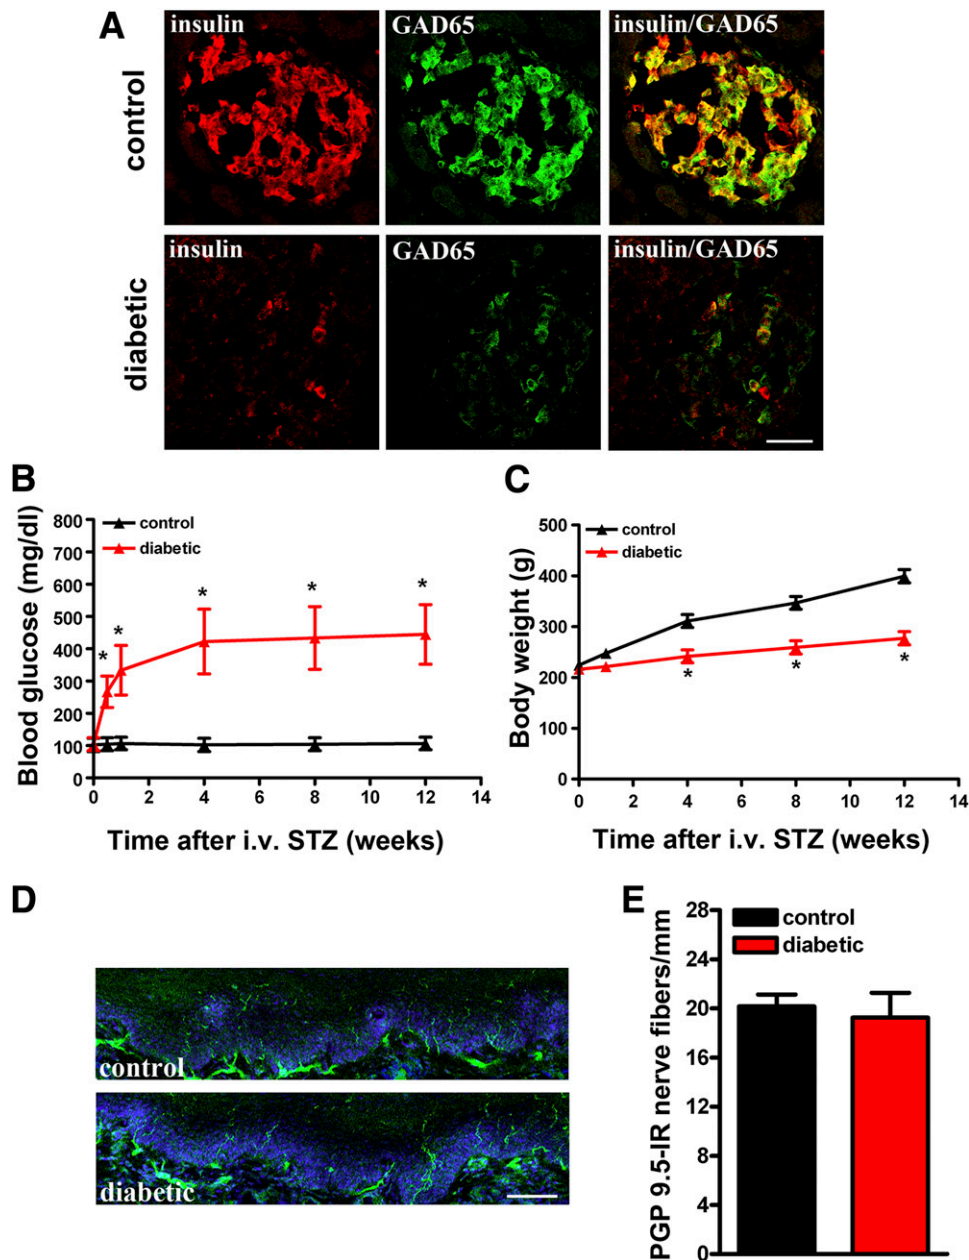 A
insulin
GAD65
insulin/GAD65
control
insulin
GAD65
insulin/GAD65
diabetic
B
Blood glucose (mg/dl)
800
700
600
500
400
300
200
100
0
control
diabetic
*
*
*
*
*
0 2 4 6 8 10 12 14
Time after i.v. STZ (weeks)
C
Body weight (g)
500
400
300
200
100
0
control
diabetic
*
*
*
0 2 4 6 8 10 12 14
Time after i.v. STZ (weeks)
D
control
diabetic
E
PGP 9.5-IR nerve fibers/mm
28
24
20
16
12
8
4
0
control
diabetic